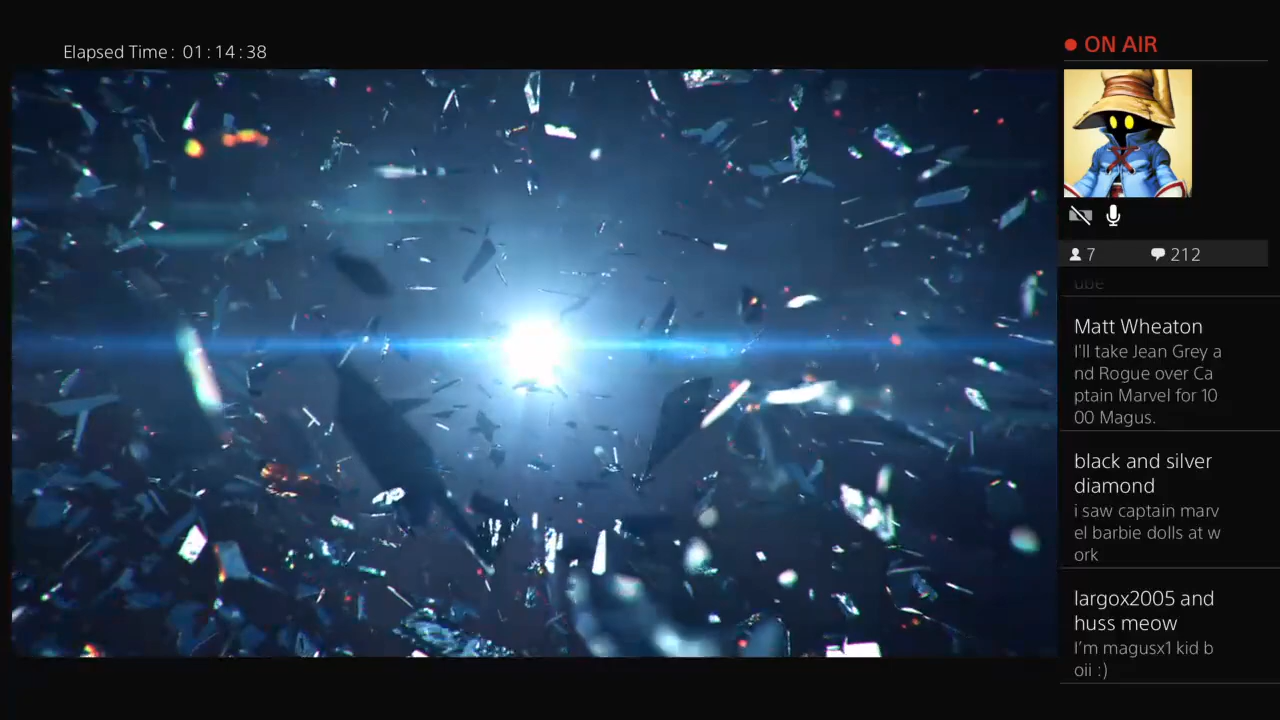 Elapsed Time: 01:14:38
ON AIR
7 212
ube
Matt Wheaton
I'll take Jean Grey a
nd Rogue over Ca
ptain Marvel for 10
00 Magus.
black and silver
diamond
i saw captain marv
el barbie dolls at w
ork
largox2005 and
huss meow
I'm magusx1 kid b
oii :)